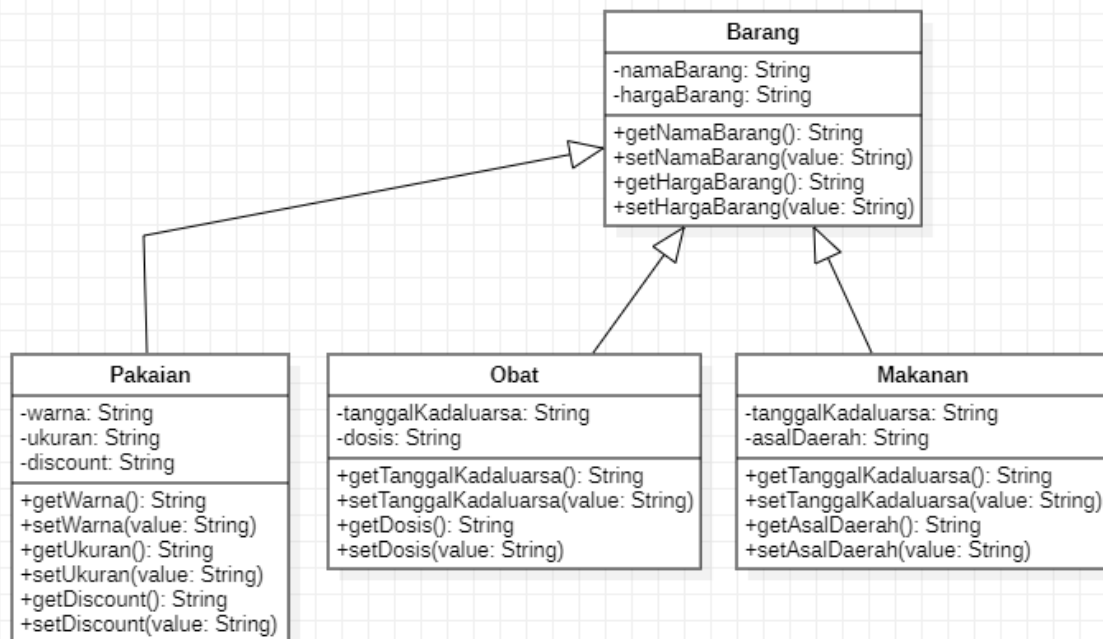 Barang
-namaBarang: String
-hargaBarang: String
+getNamaBarang(): String
+setNamaBarang(value: String)
+getHargaBarang(): String
+setHargaBarang(value: String)
Pakaian
-warna: String
-ukuran: String
-discount: String
+getWarna(): String
+setWarna(value: String)
+getUkuran(): String
+setUkuran(value: String)
+getDiscount(): String
+setDiscount(value: String)
Obat
-tanggalKadaluarsa: String
-dosis: String
+getTanggalKadaluarsa(): String
+setTanggalKadaluarsa(value: String)
+getDosis(): String
+setDosis(value: String)
Makanan
-tanggalKadaluarsa: String
-asalDaerah: String
+getTanggalKadaluarsa(): String
+setTanggalKadaluarsa(value: String)
+getAsalDaerah(): String
+setAsalDaerah(value: String)